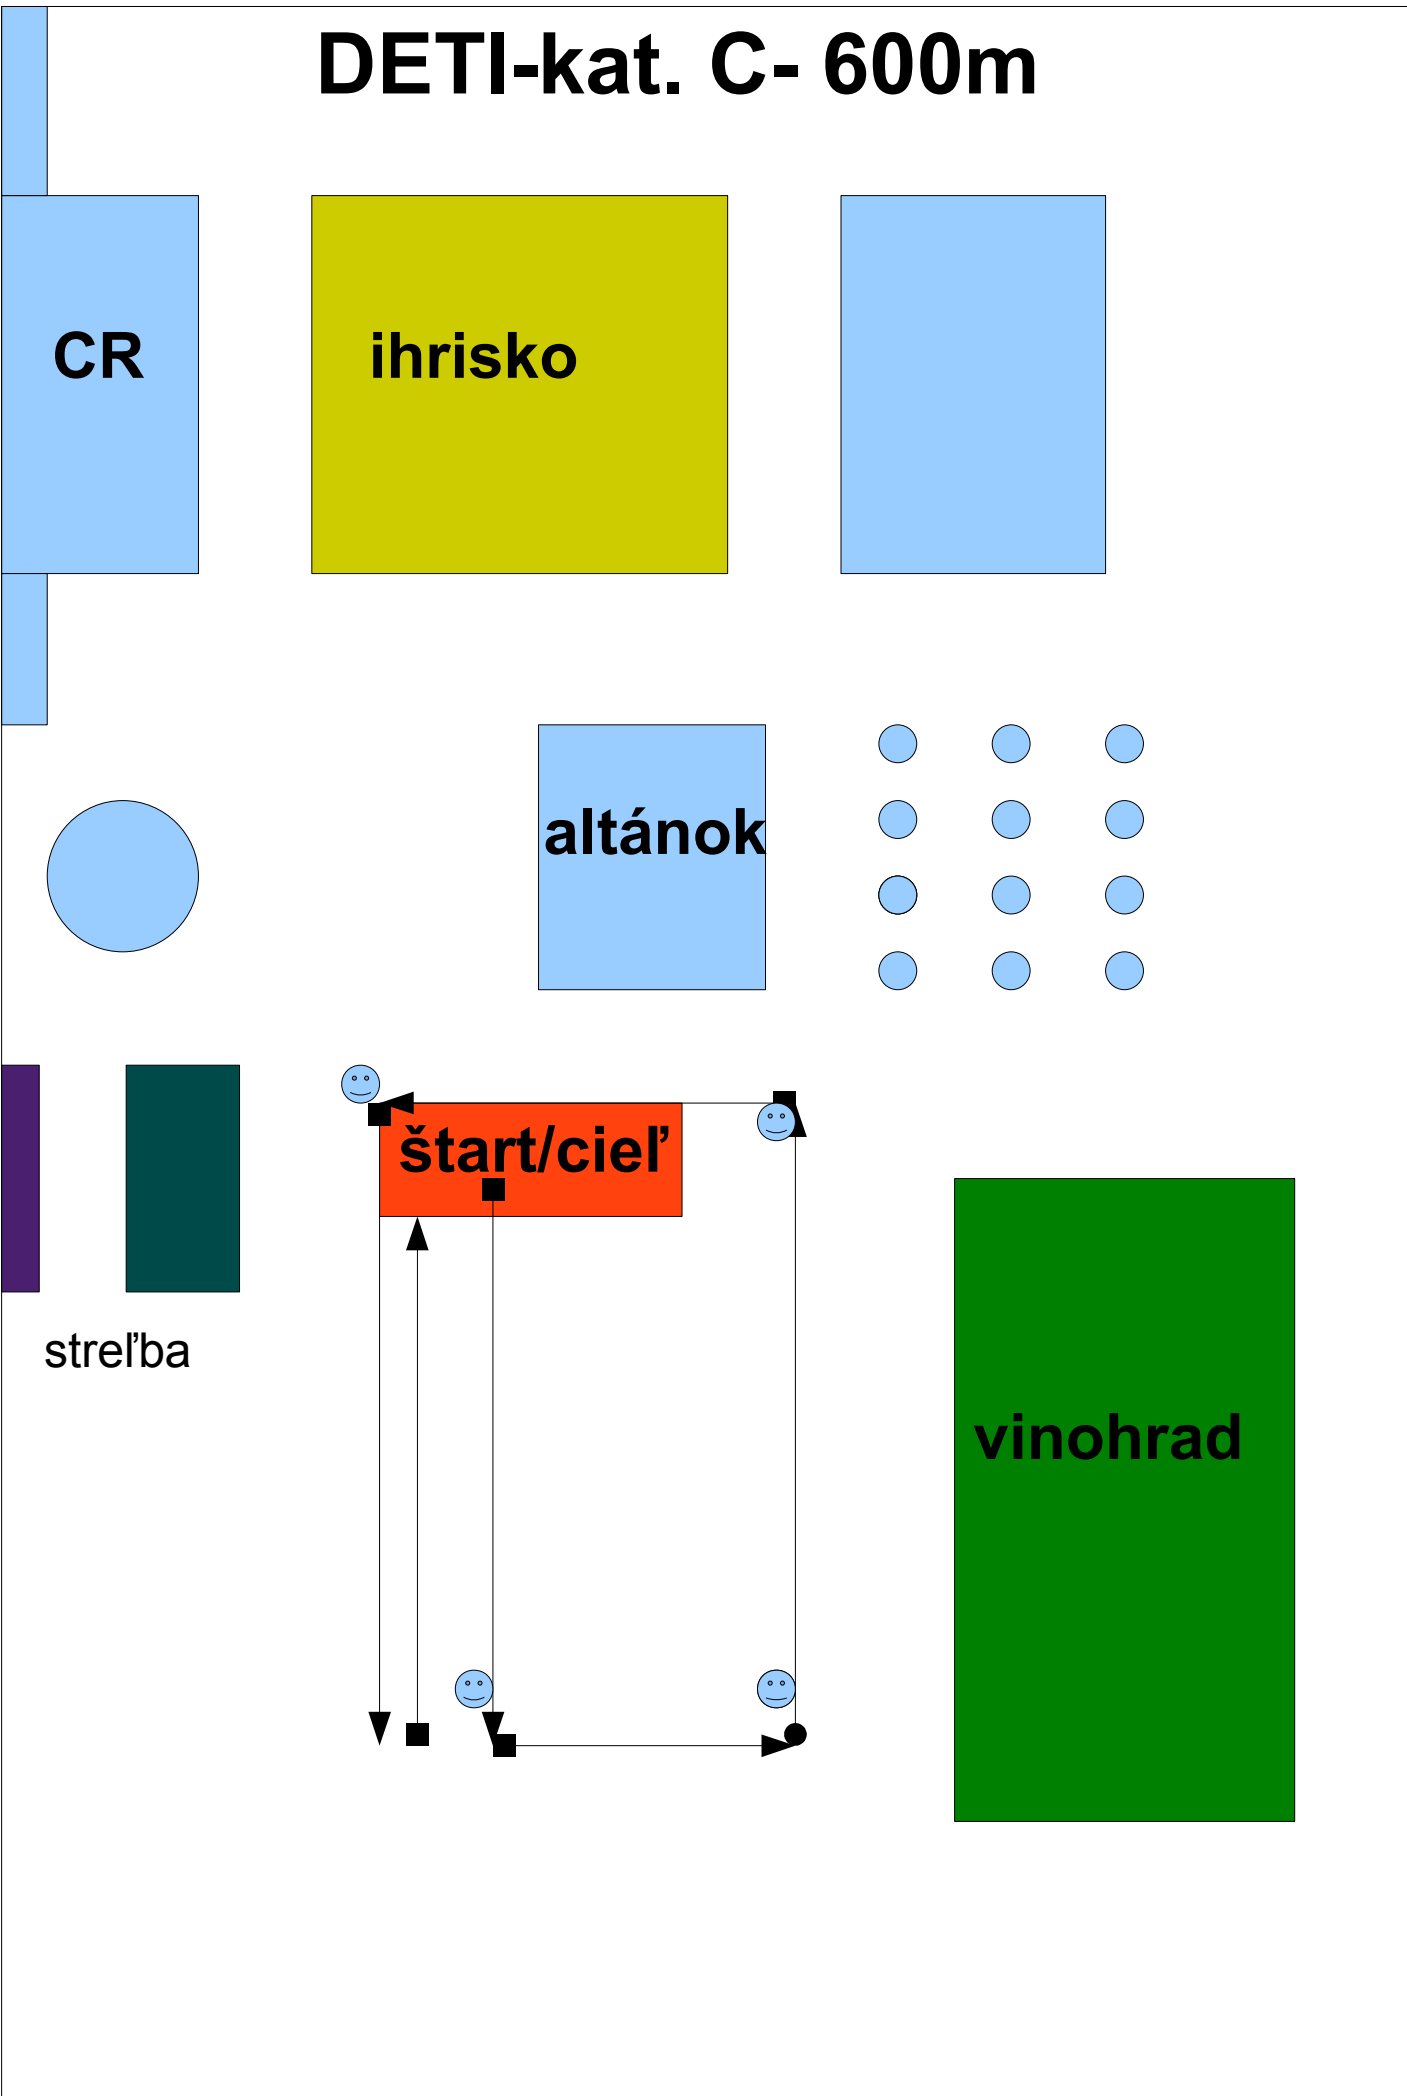 DETI-kat. C- 600m
CR
ihrisko
altánok
štart/cieľ
streľba
vinohrad